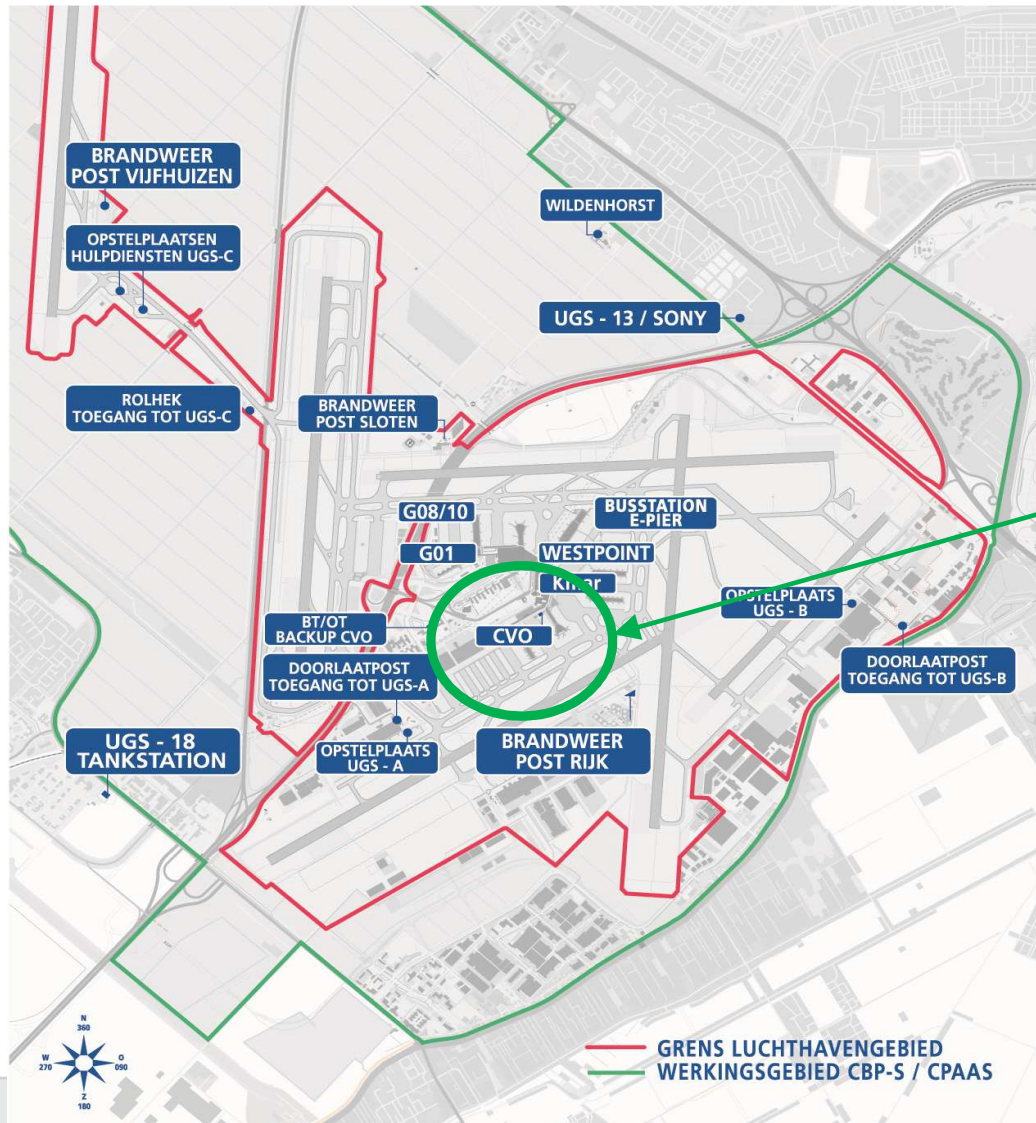 BRANDWEER
POST VIJFHUIZEN
OPSTELPLAATSEN
HULPDIENSTEN UGS-C
WILDENHORST
UGS - 13 / SONY
ROLHEK
TOEGANG TOT UGS-C
BRANDWEER
POST SLOTEN
G08/10
BUSSTATION
E-PIER
G01
WESTPOINT
KMar
OPSTELPLAATS
UGS - B
BT/OT
BACKUP CVO
CVO
DOORLAATPOST
TOEGANG TOT UGS-A
DOORLAATPOST
TOEGANG TOT UGS-B
UGS - 18
TANKSTATION
OPSTELPLAATS
UGS - A
BRANDWEER
POST RIJK
N
360
W
270
O
090
Z
180
GRENS LUCHTHAVENGEBIED
WERKINGSGEBIED CBP-S / CPAAS